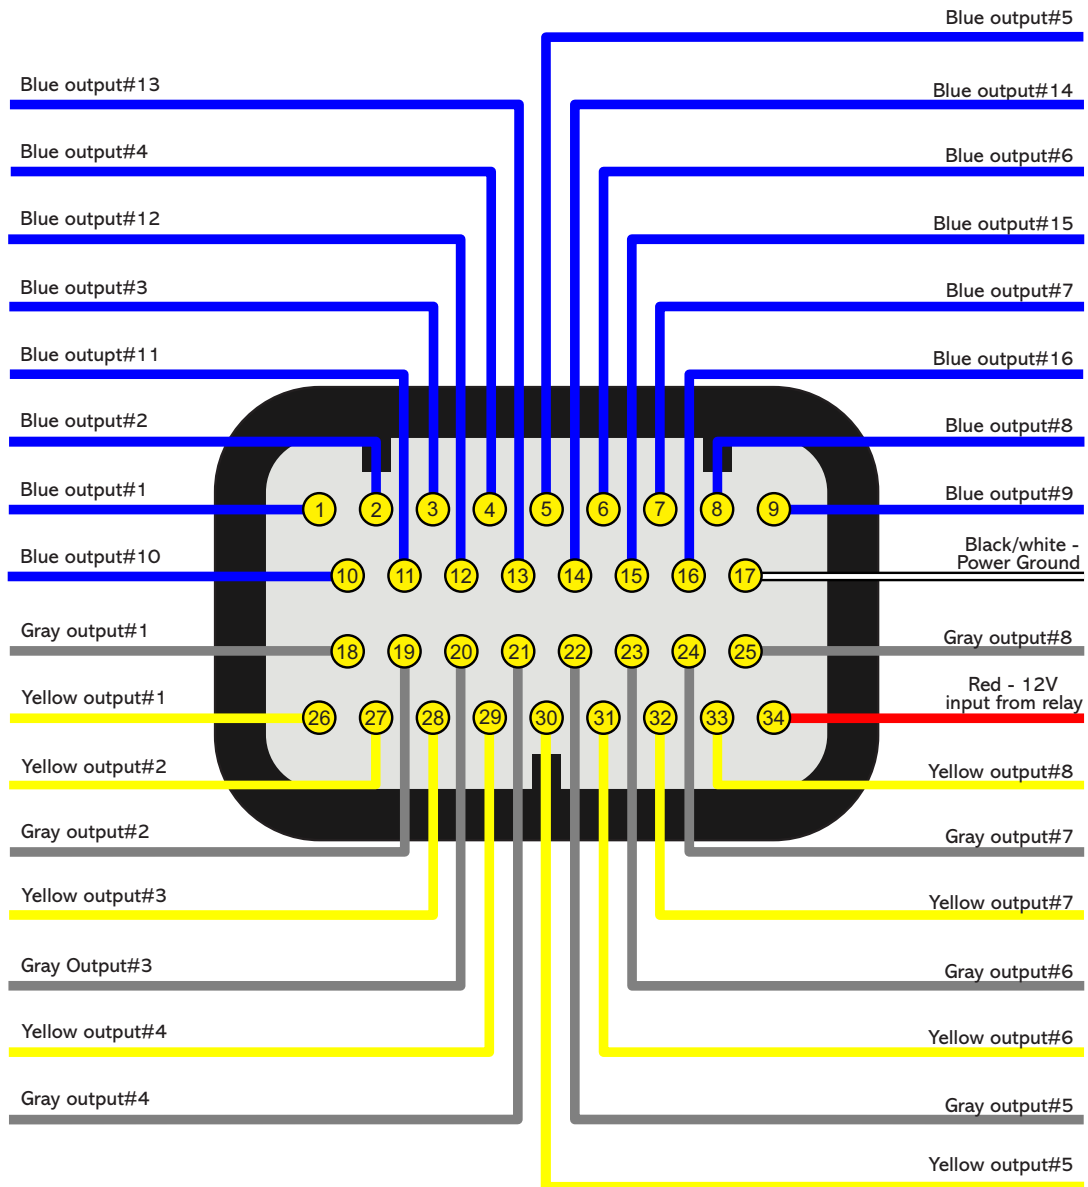 Blue output#5
Blue output#13
Blue output#14
Blue output#4
Blue output#6
Blue output#12
Blue output#15
Blue output#3
Blue output#7
Blue outupt#11
Blue output#16
Blue output#2
Blue output#8
Blue output#1
1 2 3 4 5 6 7 8 9
Blue output#9
Blue output#10
10 11 12 13 14 15 16 17
Black/white -
Power Ground
Gray output#1
18 19 20 21 22 23 24 25
Gray output#8
Yellow output#1
26 27 28 29 30 31 32 33 34
Red - 12V
input from relay
Yellow output#2
Yellow output#8
Gray output#2
Gray output#7
Yellow output#3
Yellow output#7
Gray Output#3
Gray output#6
Yellow output#4
Yellow output#6
Gray output#4
Gray output#5
Yellow output#5